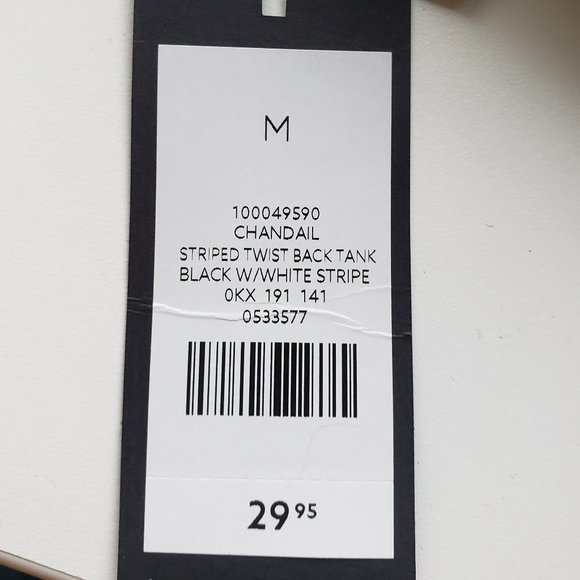 M
100049590
CHANDAIL
STRIPED TWIST BACK TANK
BLACK W/WHITE STRIPE
0KX 191 141
0533577
29 95